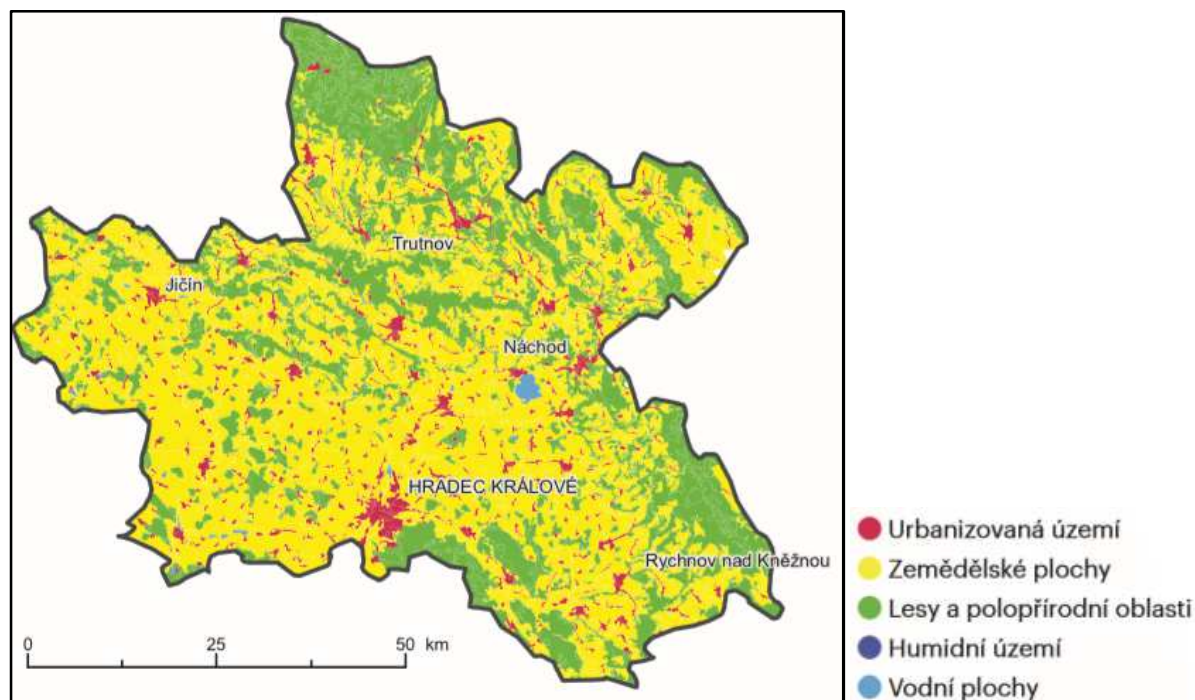 Trutnov
Jičín
Náchod
HRADEC KRÁLOVÉ
Rychnov nad Kněžnou
0 25 50 km
Urbanizovaná území
Zemědělské plochy
Lesy a polopřírodní oblasti
Humidní území
Vodní plochy